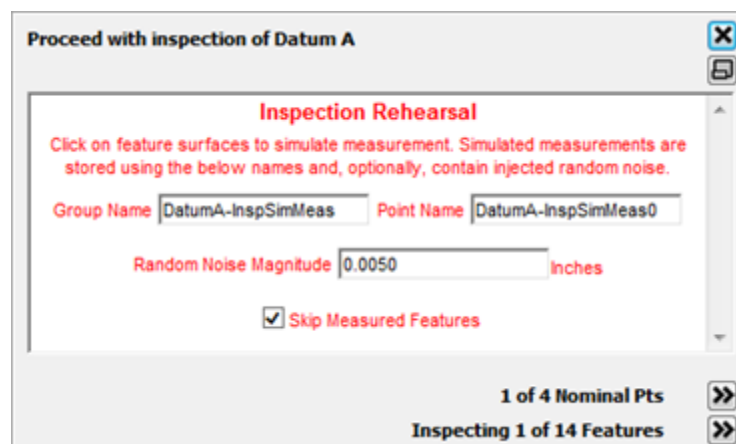 Proceed with inspection of Datum A
Inspection Rehearsal
Click on feature surfaces to simulate measurement. Simulated measurements are
stored using the below names and, optionally, contain injected random noise.
Group Name DatumA-InspSimMeas Point Name DatumA-InspSimMeas0
Random Noise Magnitude 0.0050 Inches
Skip Measured Features
1 of 4 Nominal Pts
Inspecting 1 of 14 Features